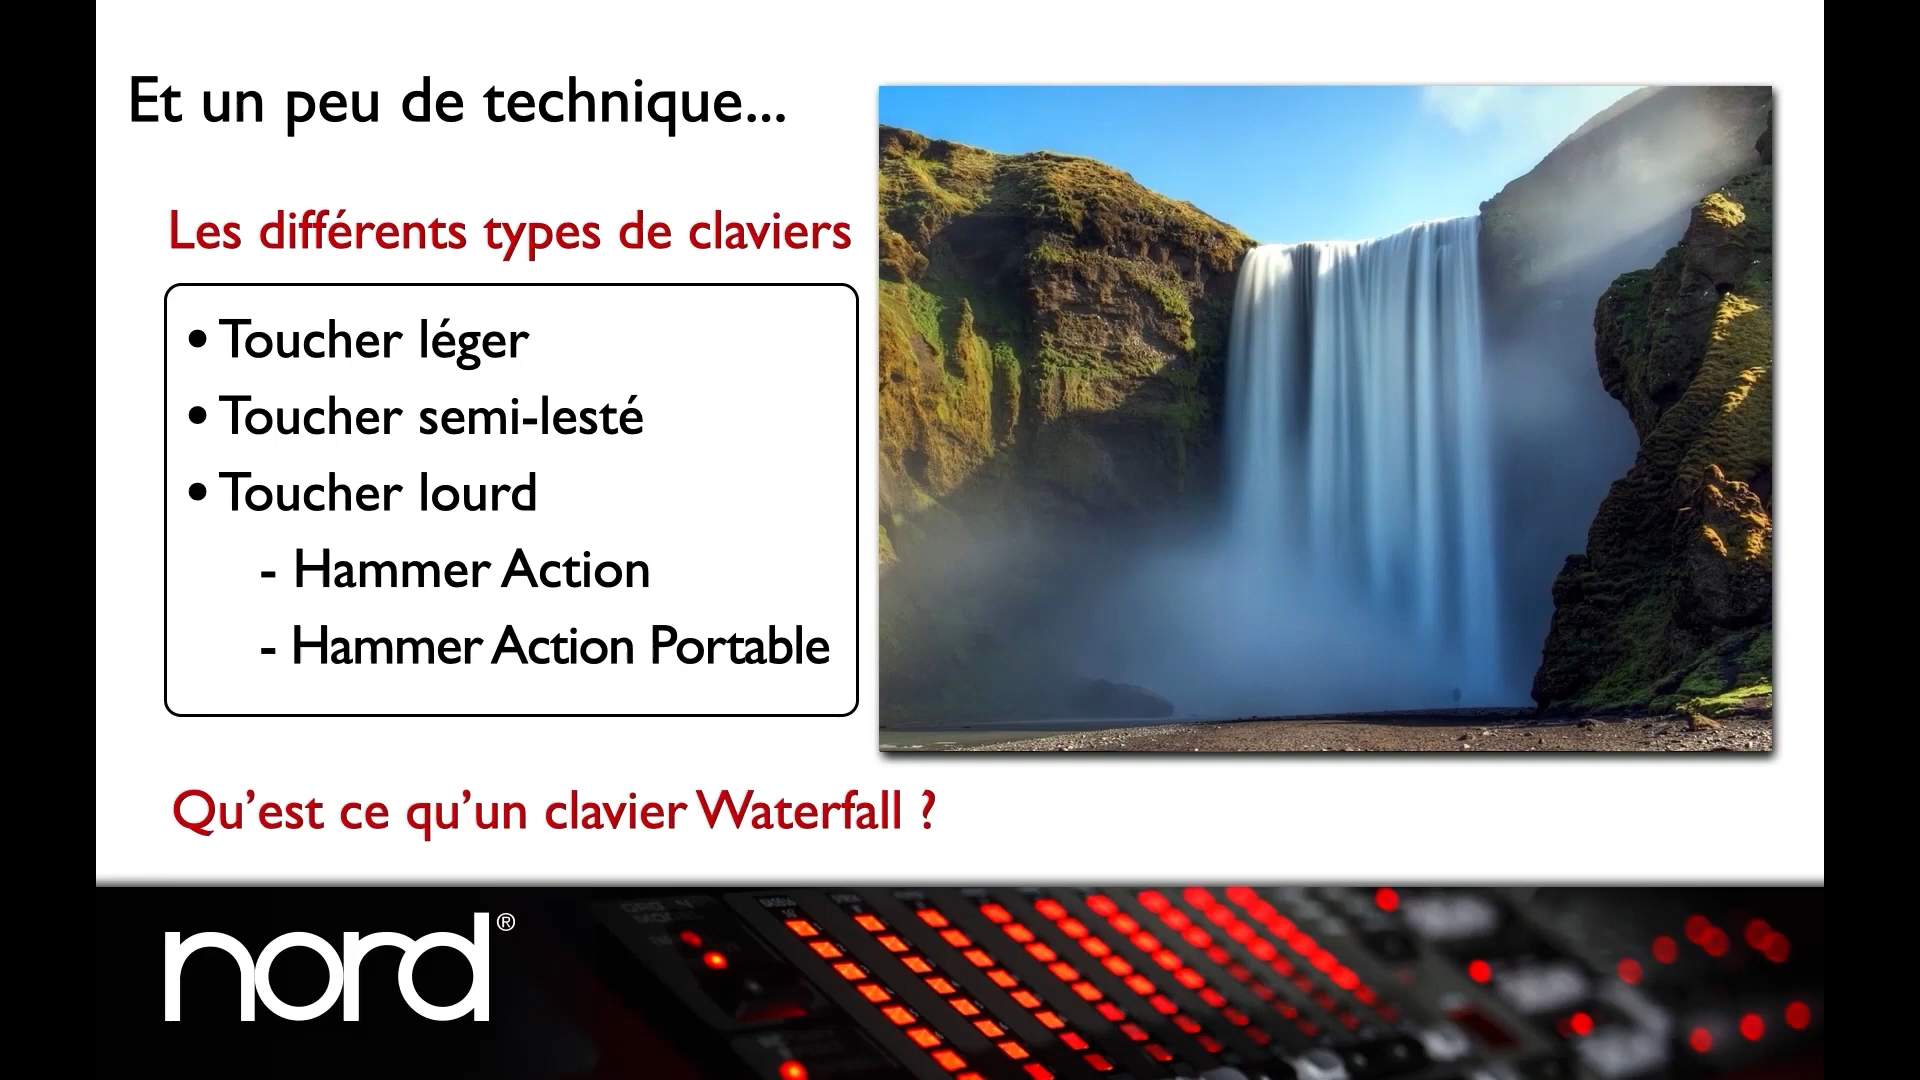 Et un peu de technique...
Les différents types de claviers
• Toucher léger
• Toucher semi-lesté
• Toucher lourd
- Hammer Action
- Hammer Action Portable
Qu’est ce qu’un clavier Waterfall ?
nord®